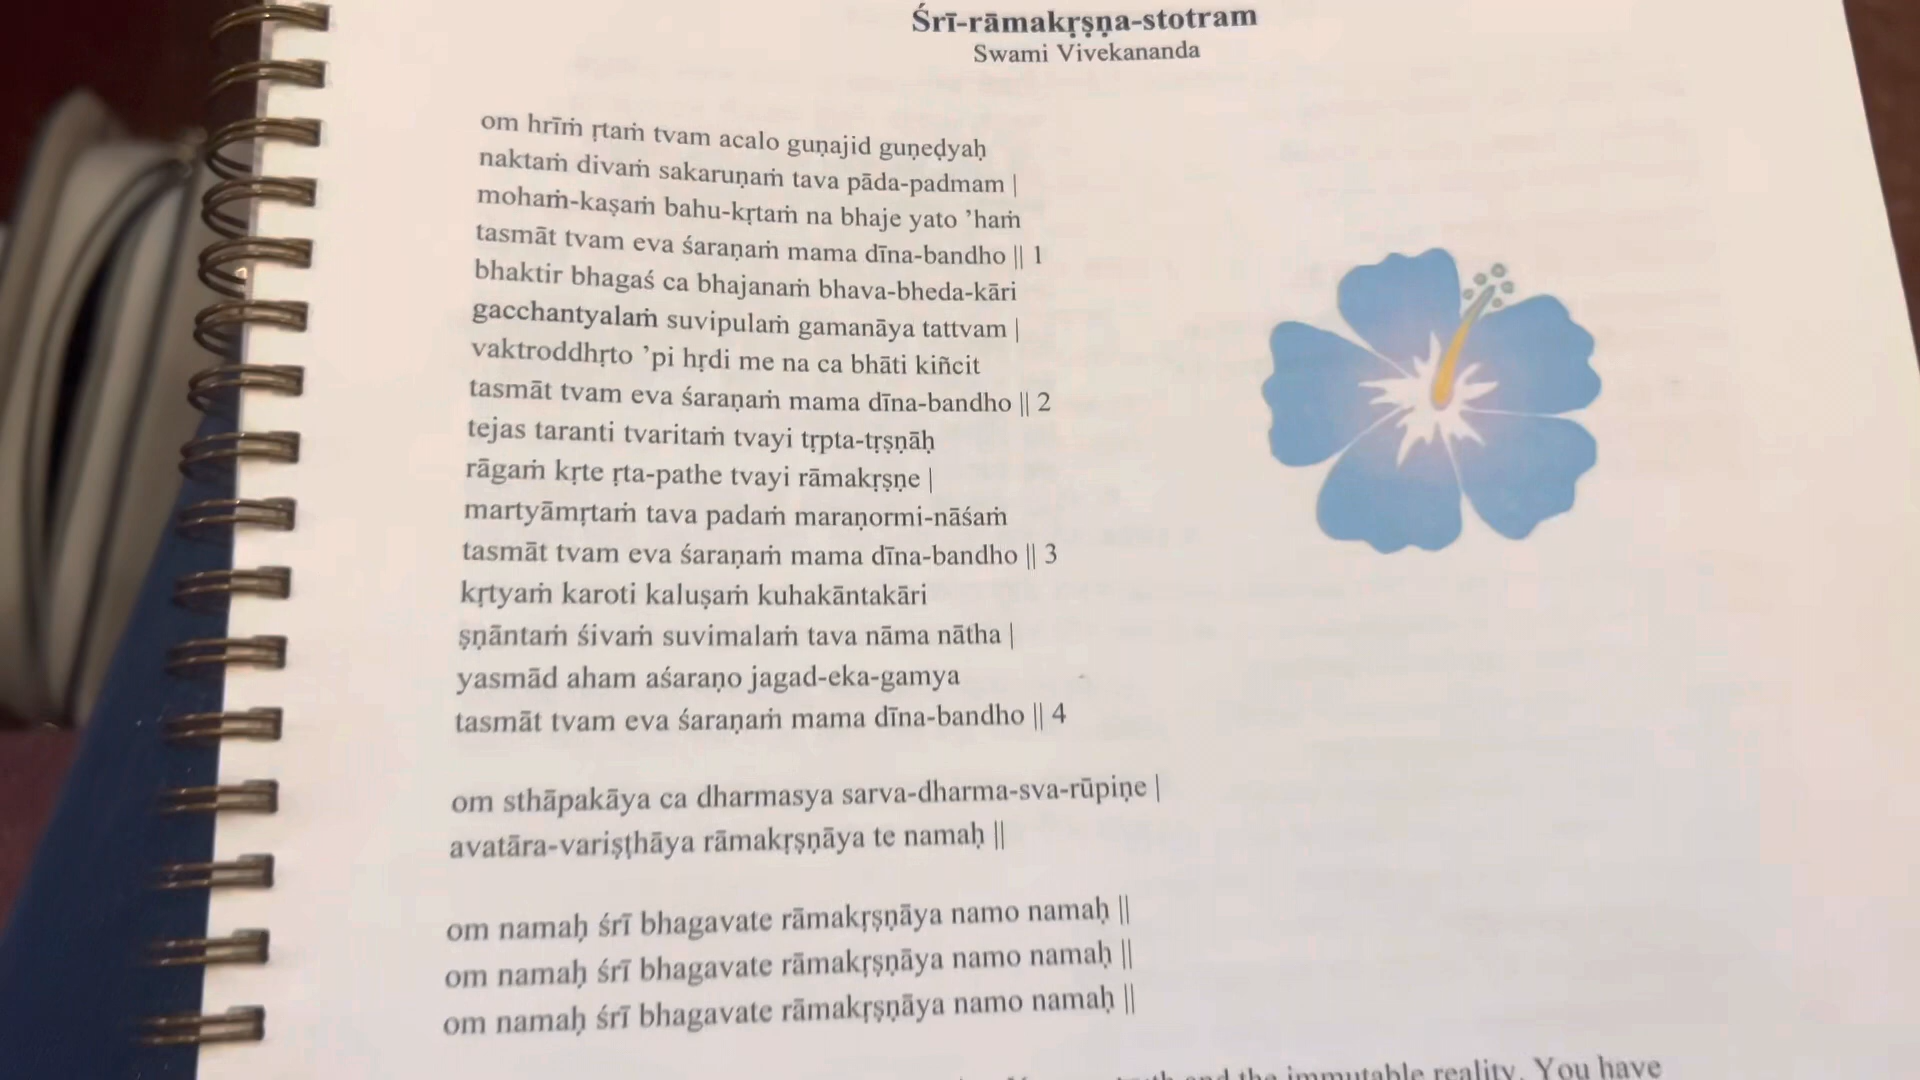 Śrī-rāmakṛṣṇa-stotram
Swami Vivekananda
om hrīṁ ṛtaṁ tvam acalo guṇajid guṇeḍyaḥ
naktaṁ divaṁ sakaruṇaṁ tava pāda-padmam |
mohaṁ-kaṣaṁ bahu-kṛtaṁ na bhaje yato ’haṁ
tasmāt tvam eva śaraṇaṁ mama dīna-bandho || 1
bhaktir bhagaś ca bhajanaṁ bhava-bheda-kāri
gacchantyalaṁ suvipulaṁ gamanāya tattvam |
vaktroddhṛto ’pi hṛdi me na ca bhāti kiñcit
tasmāt tvam eva śaraṇaṁ mama dīna-bandho || 2
tejas taranti tvaritaṁ tvayi tṛpta-tṛṣṇāḥ
rāgaṁ kṛte ṛta-pathe tvayi rāmakṛṣṇe |
martyāmṛtaṁ tava padaṁ maraṇormi-nāśaṁ
tasmāt tvam eva śaraṇaṁ mama dīna-bandho || 3
kṛtyaṁ karoti kaluṣaṁ kuhakāntakāri
ṣṇāntaṁ śivaṁ suvimalaṁ tava nāma nātha |
yasmād aham aśaraṇo jagad-eka-gamya
tasmāt tvam eva śaraṇaṁ mama dīna-bandho || 4
om sthāpakāya ca dharmasya sarva-dharma-sva-rūpiṇe |
avatāra-variṣṭhāya rāmakṛṣṇāya te namaḥ ||
om namaḥ śrī bhagavate rāmakṛṣṇāya namo namaḥ ||
om namaḥ śrī bhagavate rāmakṛṣṇāya namo namaḥ ||
om namaḥ śrī bhagavate rāmakṛṣṇāya namo namaḥ ||
and the immutable reality. You have